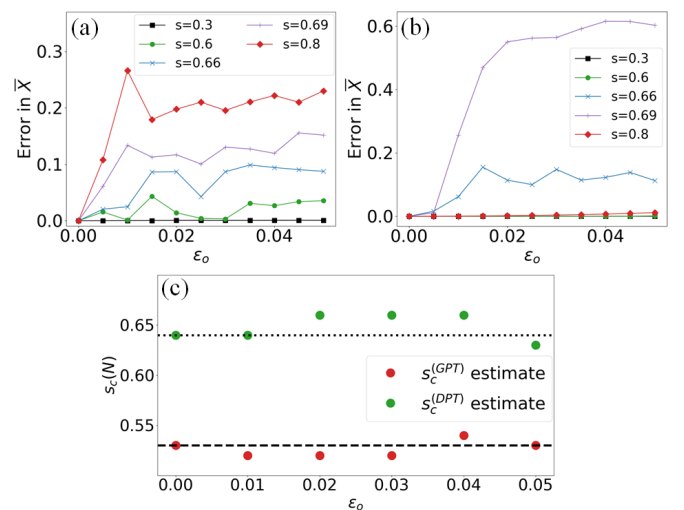 (a)
s=0.3
s=0.6
s=0.66
s=0.69
s=0.8
0.3
0.2
0.1
0.0
Error in X̅
0.00
0.02
0.04
εₒ
(b)
s=0.3
s=0.6
s=0.66
s=0.69
s=0.8
0.6
0.4
0.2
0.0
Error in X̅
0.00
0.02
0.04
εₒ
(c)
0.65
0.60
0.55
s_c(N)
s_c^(GPT) estimate
s_c^(DPT) estimate
0.00
0.01
0.02
0.03
0.04
0.05
εₒ